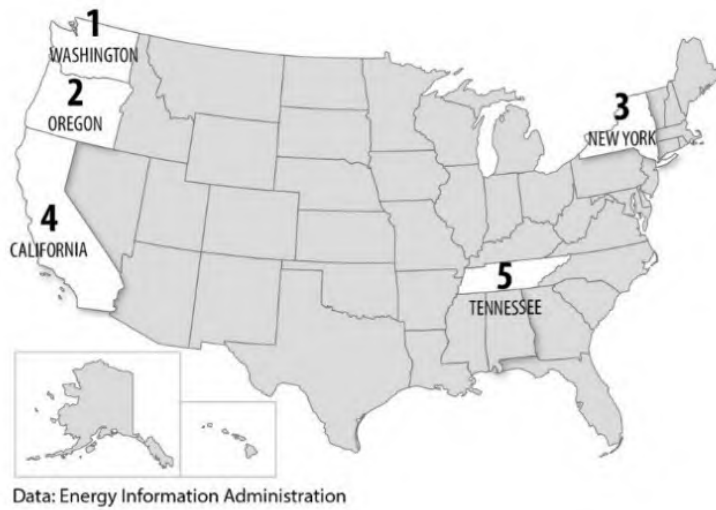 1
WASHINGTON
2
OREGON
3
NEW YORK
4
CALIFORNIA
5
TENNESSEE
Data: Energy Information Administration